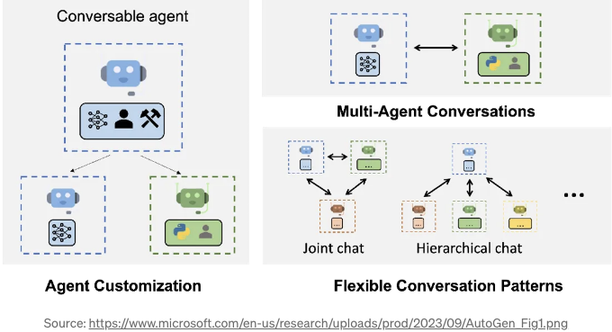 Conversable agent
Agent Customization
Multi-Agent Conversations
...
...
...
...
...
...
...
Joint chat
Hierarchical chat
...
Flexible Conversation Patterns
Source: https://www.microsoft.com/en-us/research/uploads/prod/2023/09/AutoGen_Fig1.png